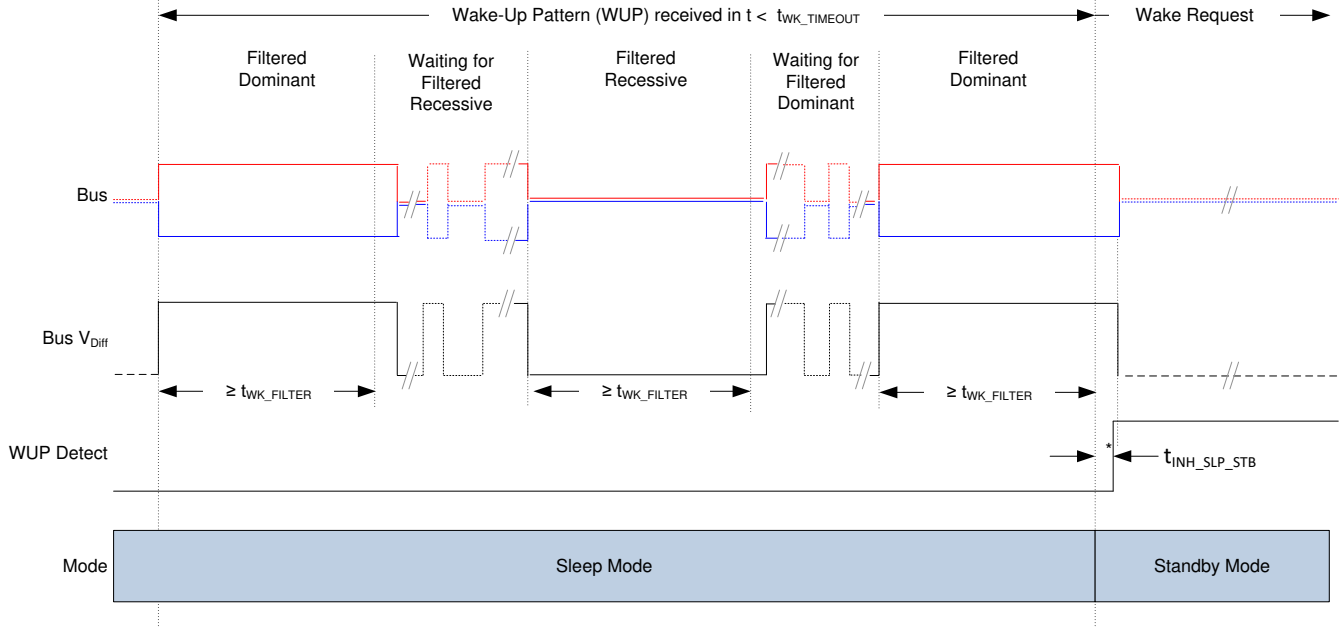 Wake-Up Pattern (WUP) received in t < tWK_TIMEOUT
Wake Request
Filtered
Dominant
Waiting for
Filtered
Recessive
Filtered
Recessive
Waiting for
Filtered
Dominant
Filtered
Dominant
Bus
Bus VDiff
≥ tWK_FILTER
≥ tWK_FILTER
≥ tWK_FILTER
WUP Detect
*
tINH_SLP_STB
Mode
Sleep Mode
Standby Mode